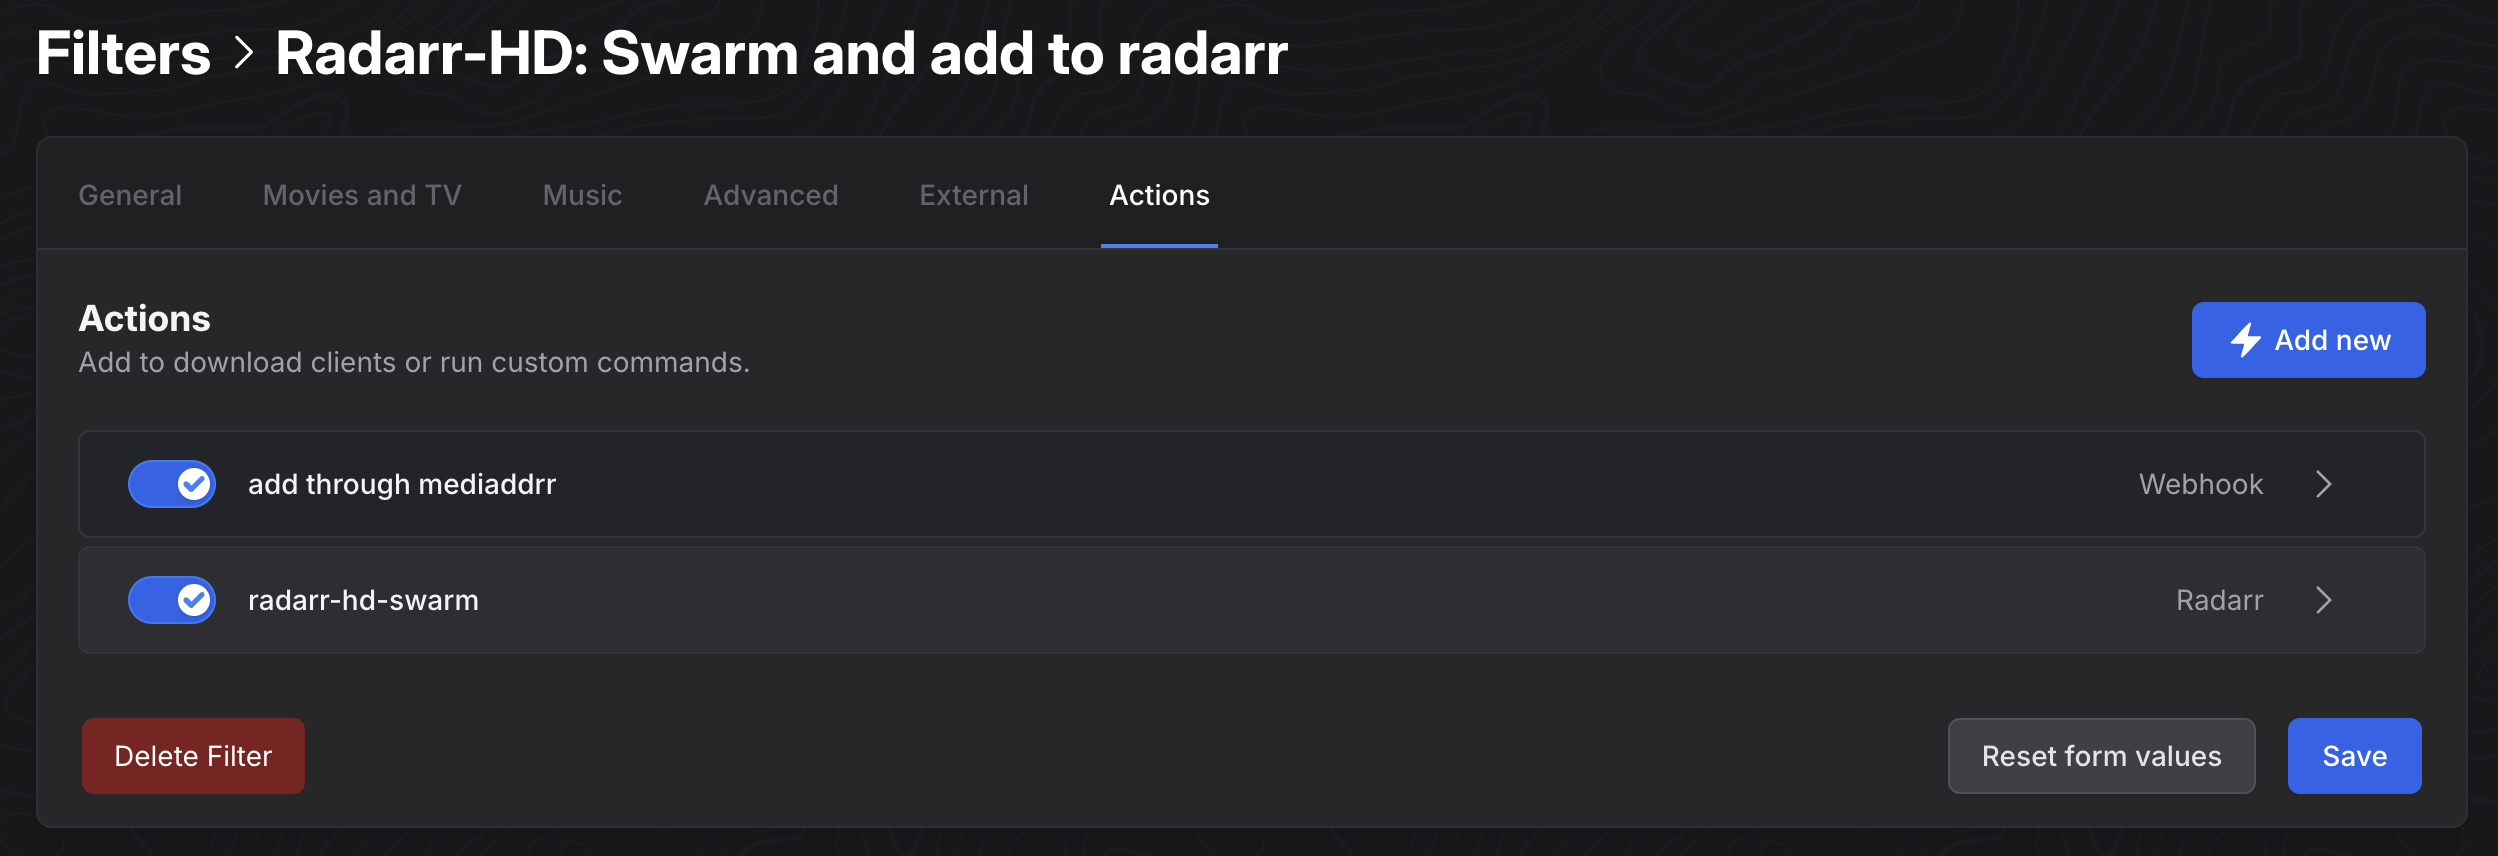 Filters > Radarr-HD: Swarm and add to radarr
General Movies and TV Music Advanced External Actions
Actions
Add to download clients or run custom commands.
Add new
add through mediaddrr Webhook
radarr-hd-swarm Radarr
Delete Filter Reset form values Save